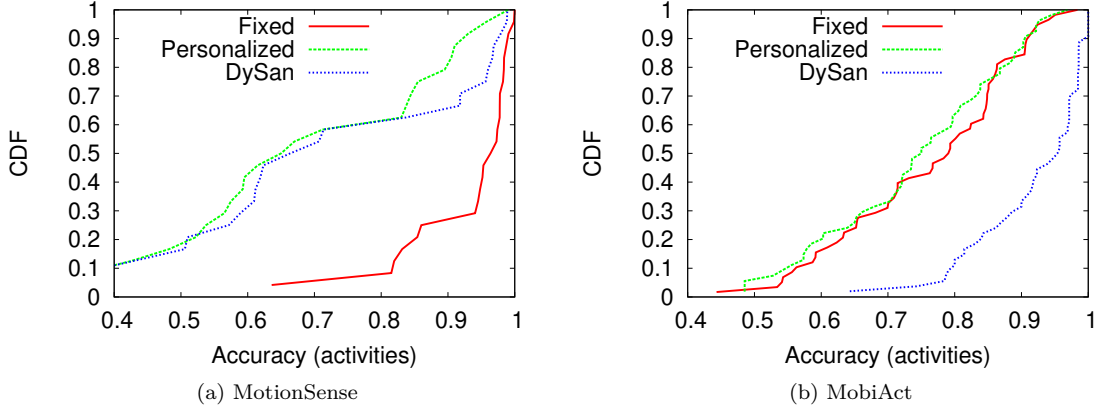 CDF
1
0.9
0.8
0.7
0.6
0.5
0.4
0.3
0.2
0.1
0
0.4 0.5 0.6 0.7 0.8 0.9 1
Accuracy (activities)
Fixed
Personalized
DySan
(a) MotionSense
CDF
1
0.9
0.8
0.7
0.6
0.5
0.4
0.3
0.2
0.1
0
0.4 0.5 0.6 0.7 0.8 0.9 1
Accuracy (activities)
Fixed
Personalized
DySan
(b) MobiAct